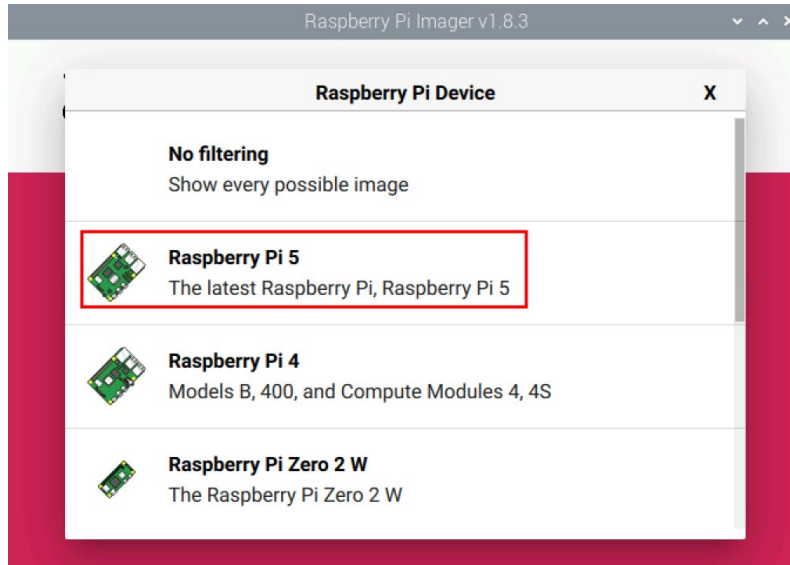 Raspberry Pi Imager v1.8.3
Raspberry Pi Device
X
No filtering
Show every possible image
Raspberry Pi 5
The latest Raspberry Pi, Raspberry Pi 5
Raspberry Pi 4
Models B, 400, and Compute Modules 4, 4S
Raspberry Pi Zero 2 W
The Raspberry Pi Zero 2 W